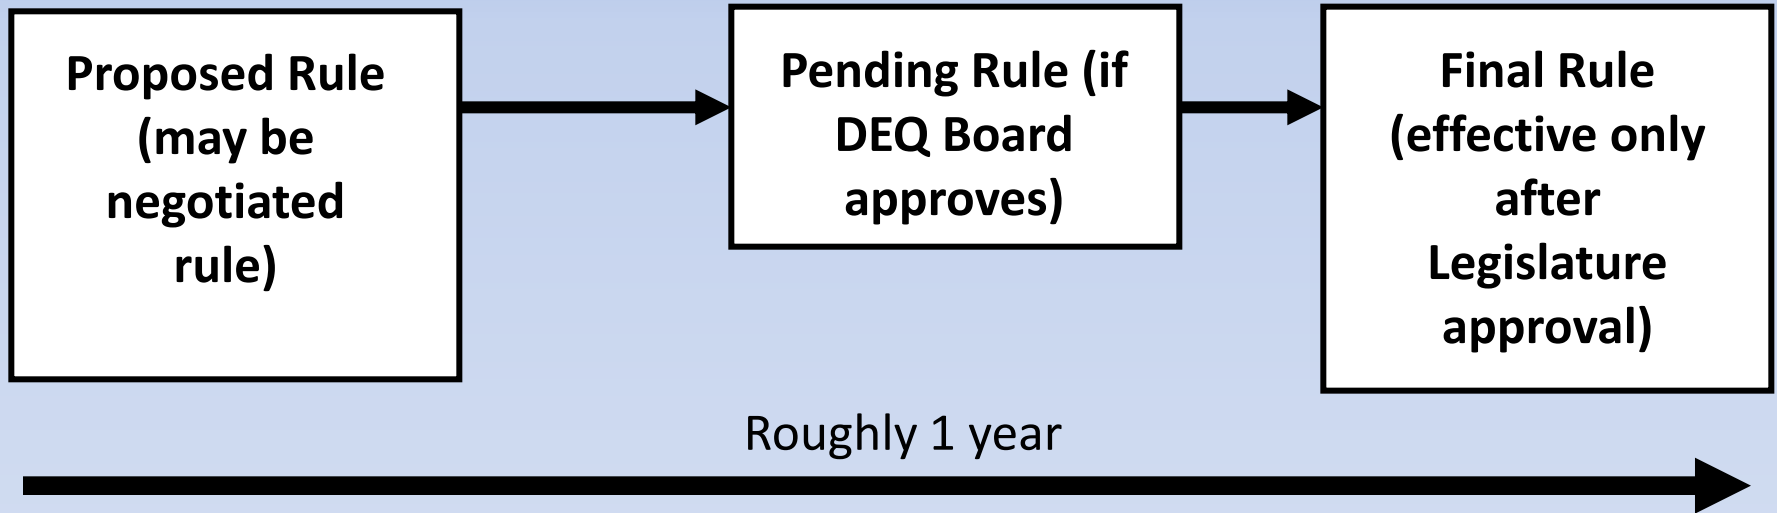 Proposed Rule
(may be
negotiated
rule)
Pending Rule (if
DEQ Board
approves)
Final Rule
(effective only
after
Legislature
approval)
Roughly 1 year